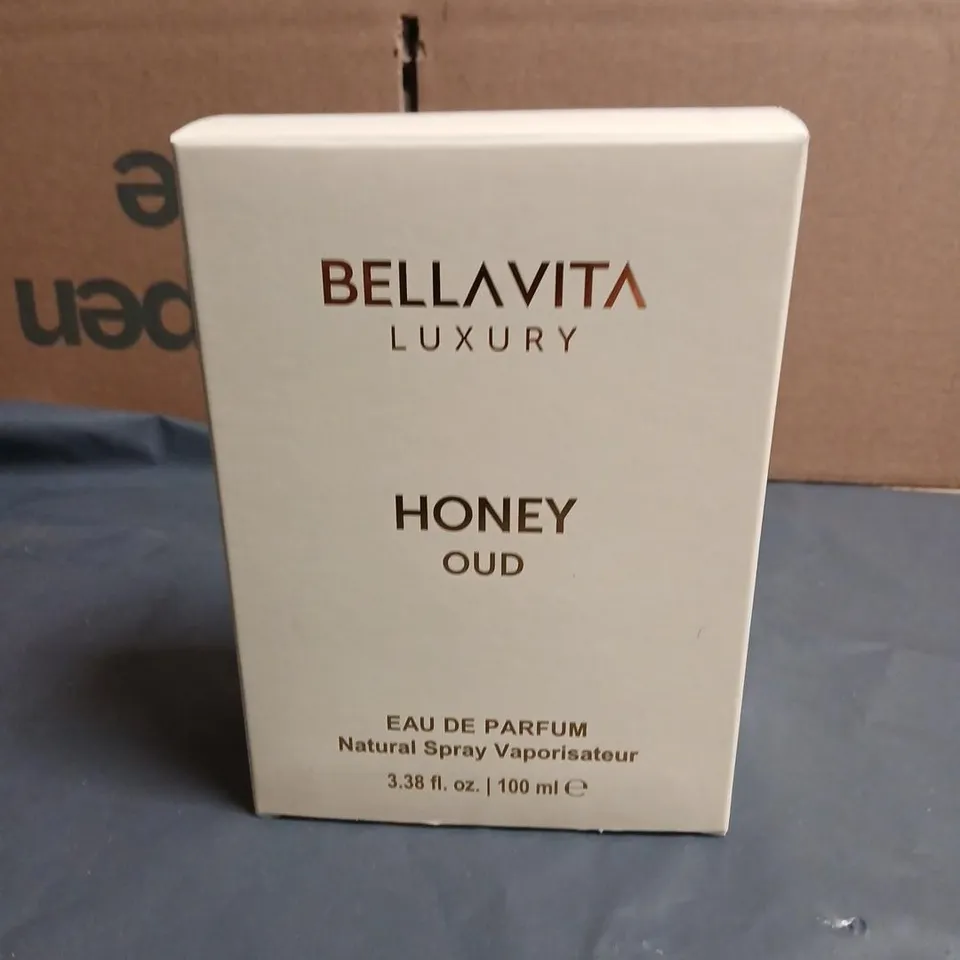 BELLAVITA
LUXURY
HONEY
OUD
EAU DE PARFUM
Natural Spray Vaporisateur
3.38 fl. oz. | 100 ml ℮